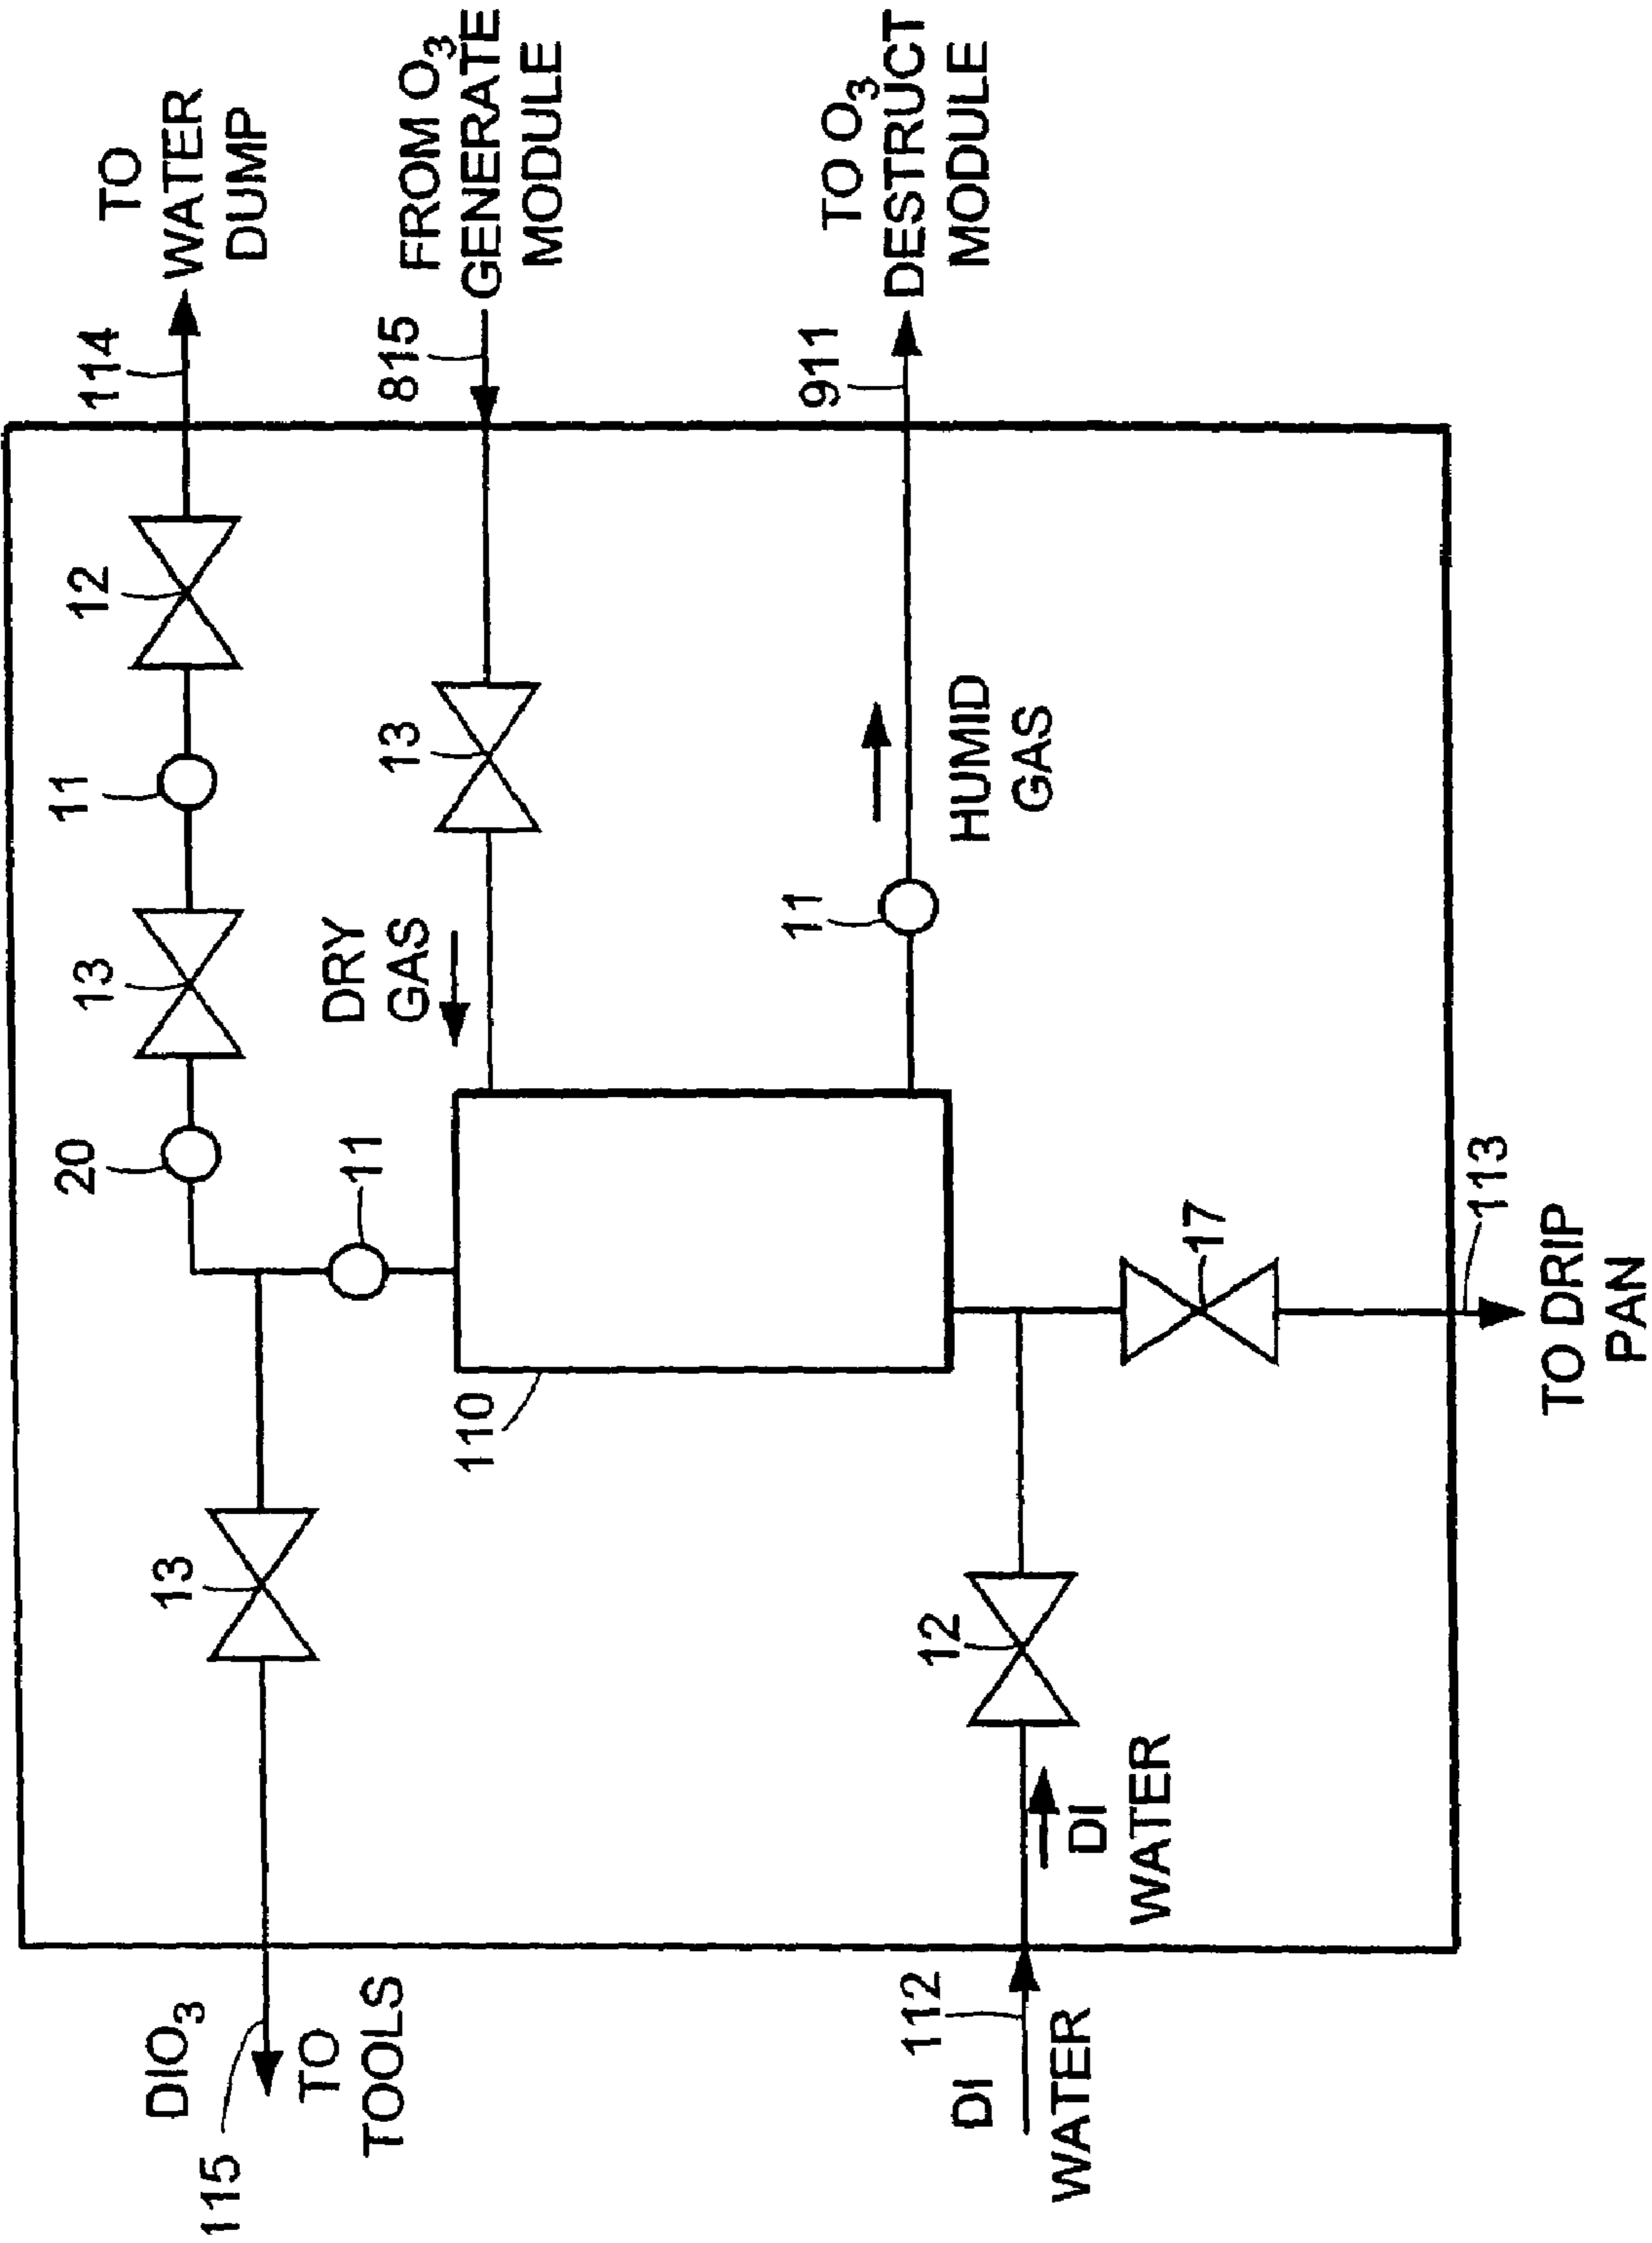 115
DIO₃
TO
TOOLS
13
20
13
11
12
114
TO
WATER
DUMP
11
DRY
GAS
13
815
FROM O₃
GENERATE
MODULE
110
11
HUMID
GAS
911
TO O₃
DESTRUCT
MODULE
112
DI
WATER
12
DI
WATER
17
113
TO DRIP
PAN